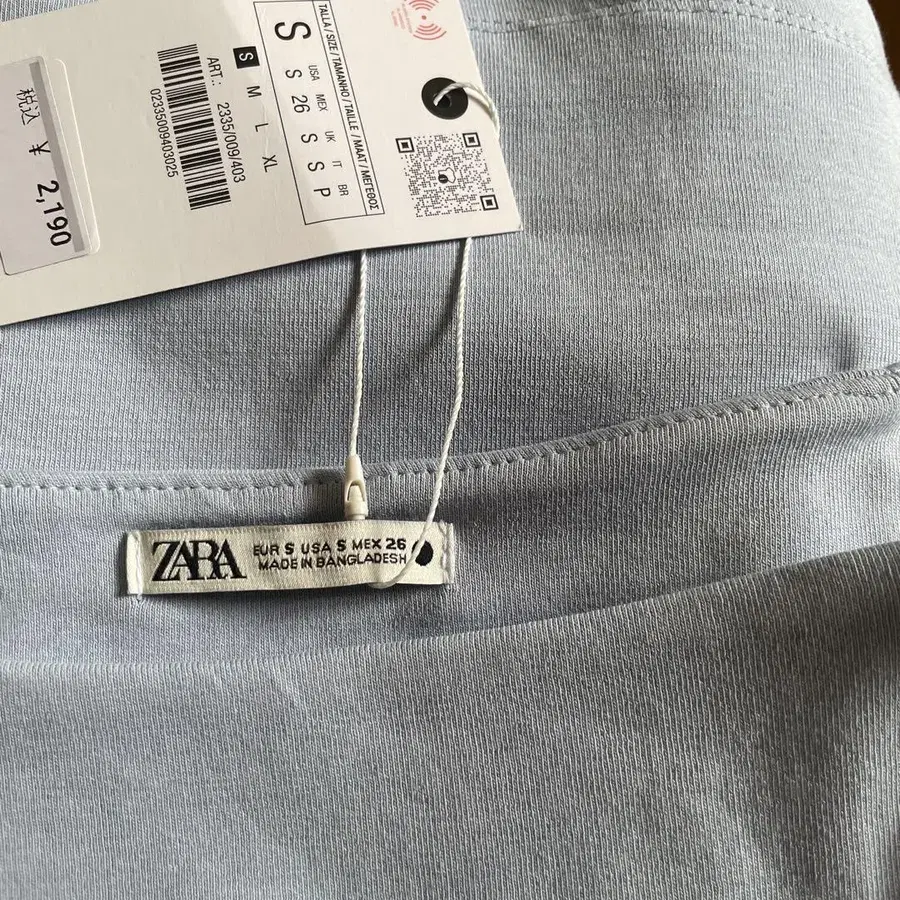 TALLA / SIZE / TAMANHO / TAILLE / MAAT / ΜΕΓΕΘΟΣ
S
USA MEX UK IT BR
S 26 S S P
S M L XL
ART.: 2335/009/403
02335009403025
税込 ¥ 2,190
ZARA
EUR S USA S MEX 26
MADE IN BANGLADESH